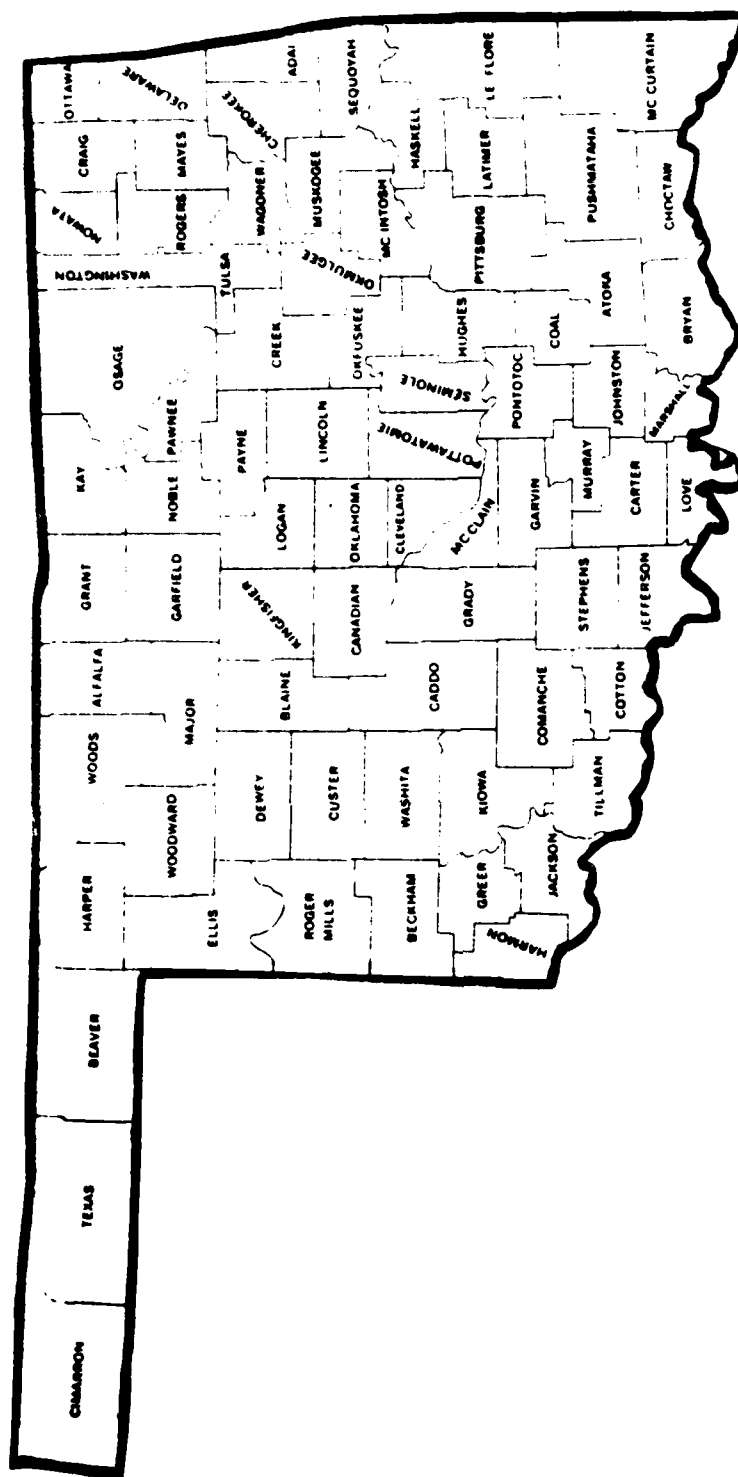 CIMARRON
TEXAS
BEAVER
HARPER
WOODS
ALFALFA
GRANT
KAY
OSAGE
WASHINGTON
NOWATA
CRAIG
OTTAWA
ELLIS
WOODWARD
MAJOR
GARFIELD
NOBLE
PAWNEE
ROGERS
MAYES
DELAWARE
ROGER
MILLS
DEWEY
BLAINE
KINGFISHER
LOGAN
PAYNE
CREEK
TULSA
WAGONER
CHEROKEE
ADAI
CUSTER
CANADIAN
OKLAHOMA
LINCOLN
OKFUSKEE
OKMULGEE
MUSKOGEE
SEQUOYAH
BECKHAM
WASHITA
CADDO
GRADY
CLEVELAND
MC CLAIN
POTTAWATOMIE
SEMINOLE
HUGHES
MC INTOSH
HASKELL
HARMON
GREER
KIOWA
COMANCHE
GARVIN
PONTOTOC
COAL
PITTSBURG
LATIMER
LE FLORE
JACKSON
TILLMAN
COTTON
STEPHENS
JEFFERSON
MURRAY
CARTER
LOVE
JOHNSTON
MARSHALL
ATOKA
BRYAN
PUSHMATAHA
CHOCTAW
MC CURTAIN